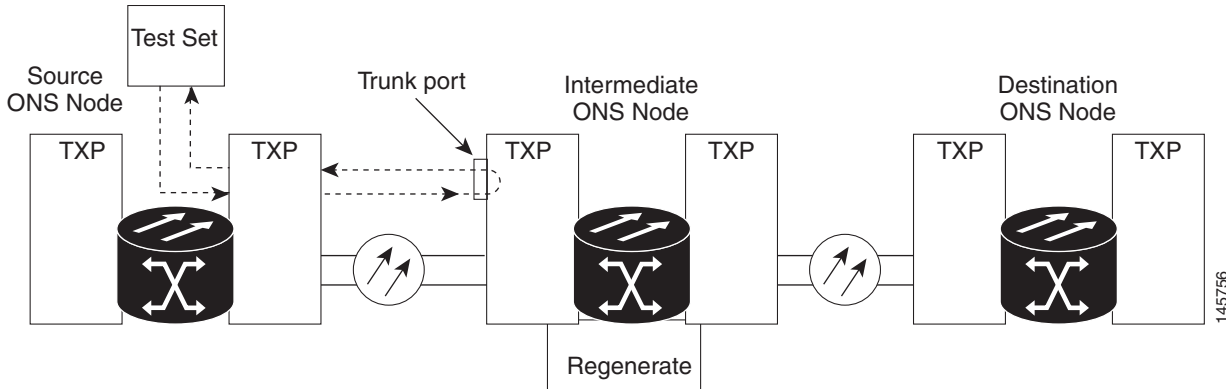 Test Set
Source
ONS Node
Trunk port
Intermediate
ONS Node
Destination
ONS Node
TXP
TXP
TXP
TXP
TXP
TXP
Regenerate
145756